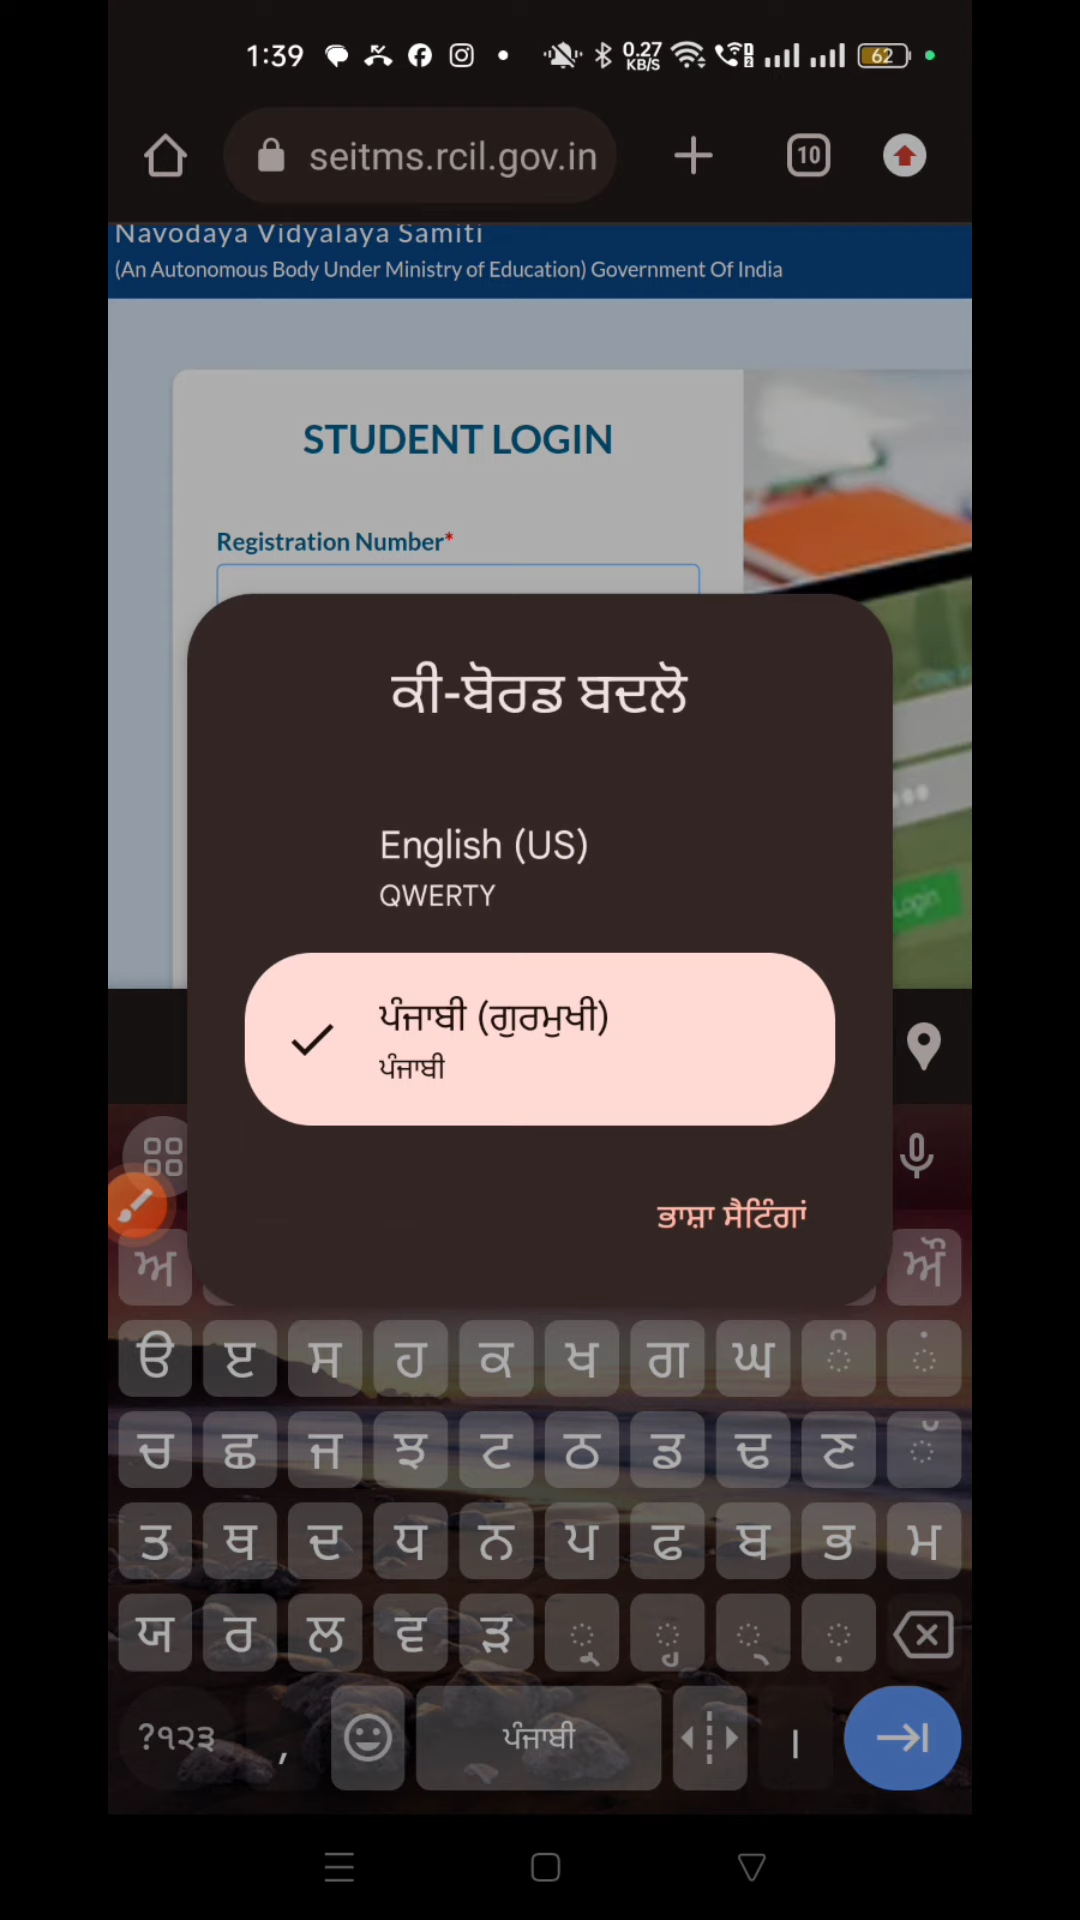 1:39 0.27 KB/S 62
seitms.rcil.gov.in 10
Navodaya Vidyalaya Samiti
(An Autonomous Body Under Ministry of Education) Government Of India
STUDENT LOGIN
Registration Number*
ਕੀ-ਬੋਰਡ ਬਦਲੋ
English (US)
QWERTY
Login
ਪੰਜਾਬੀ (ਗੁਰਮੁਖੀ)
ਪੰਜਾਬੀ
ਭਾਸ਼ਾ ਸੈਟਿੰਗਾਂ
ਅ ਔ
ੳ ੲ ਸ ਹ ਕ ਖ ਗ ਘ ੰ ਂ
ਚ ਛ ਜ ਝ ਟ ਠ ਡ ਢ ਣ ੱ
ਤ ਥ ਦ ਧ ਨ ਪ ਫ ਬ ਭ ਮ
ਯ ਰ ਲ ਵ ੜ ੍ਰ ੍ਹ ੍ ਼
?੧੨੩ , ਪੰਜਾਬੀ ।